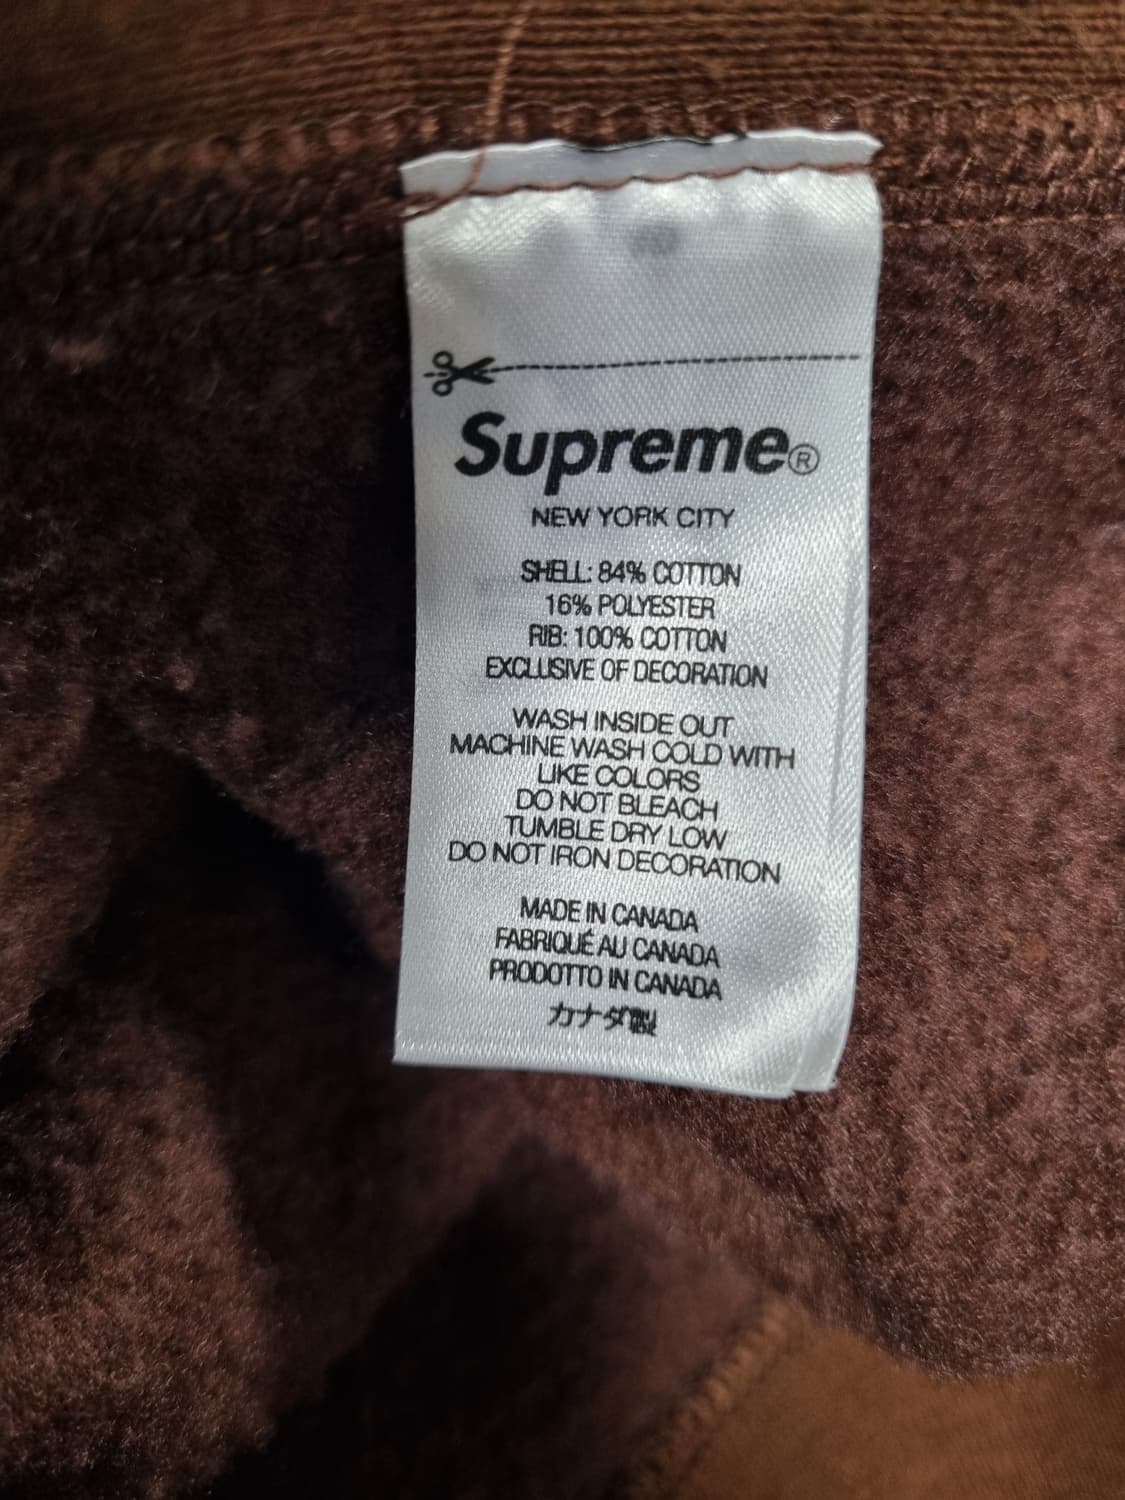 Supreme®
NEW YORK CITY
SHELL: 84% COTTON
16% POLYESTER
RIB: 100% COTTON
EXCLUSIVE OF DECORATION
WASH INSIDE OUT
MACHINE WASH COLD WITH
LIKE COLORS
DO NOT BLEACH
TUMBLE DRY LOW
DO NOT IRON DECORATION
MADE IN CANADA
FABRIQUÉ AU CANADA
PRODOTTO IN CANADA
カナダ製